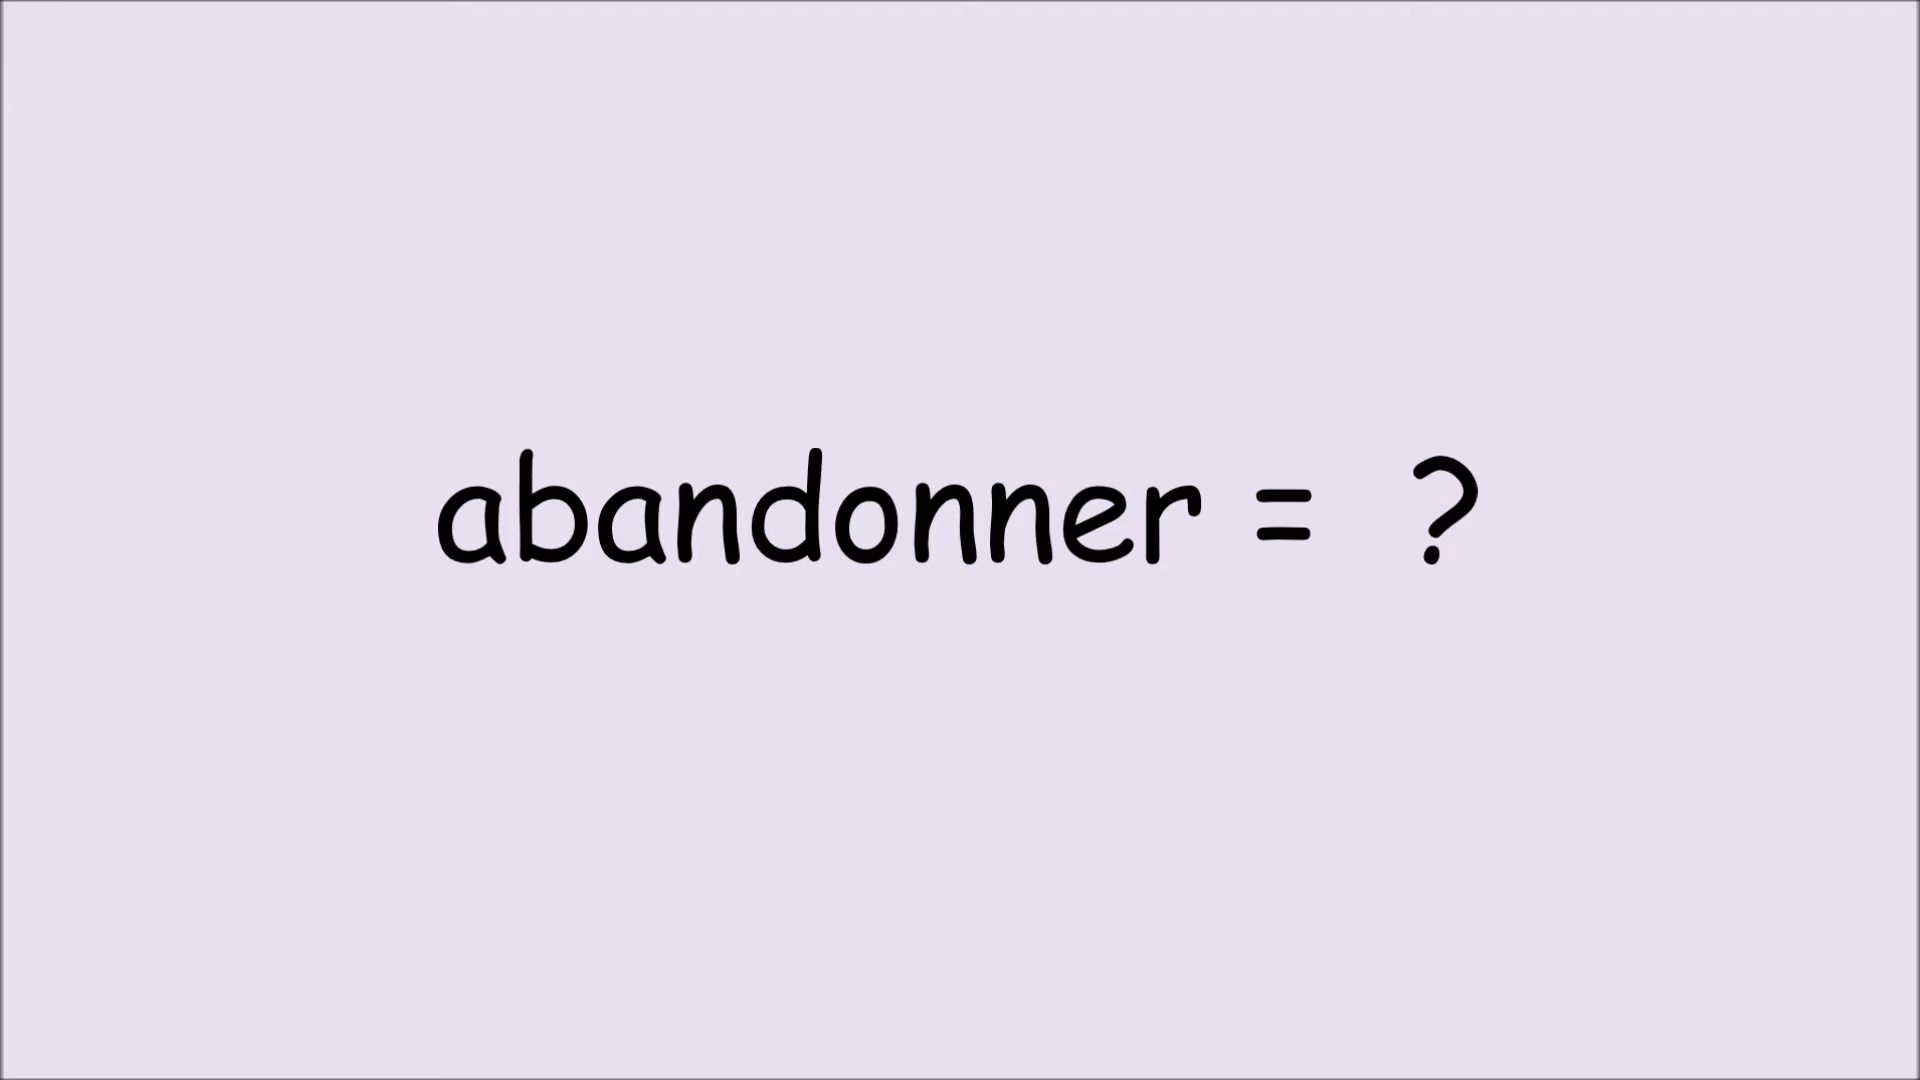 abandonner = ?